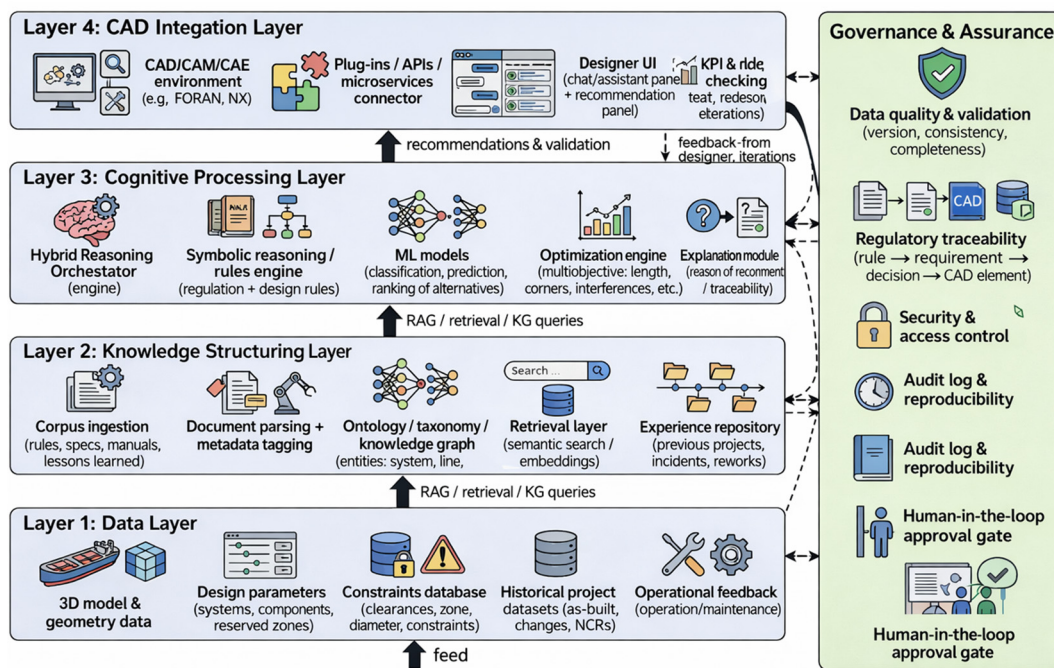 Layer 4: CAD Integation Layer
CAD/CAM/CAE
environment
(e.g, FORAN, NX)
Plug-ins / APIs /
microservices
connector
Designer UI
(chat/assistant pane
+ recommendation
panel)
KPI & rde,
checking
teat, redeson,
eterations)
recommendations & validation
feedback-from
designer, iterations
Layer 3: Cognitive Processing Layer
Hybrid Reasoning
Orchestator
(engine)
Symbolic reasoning /
rules engine
(regulation + design rules)
ML models
(classification, prediction,
ranking of alternatives)
Optimization engine
(multiobjective: length,
corners, interferences, etc.)
Explanation module
(reason of recoment
/ traceability)
RAG / retrieval / KG queries
Layer 2: Knowledge Structuring Layer
Corpus ingestion
(rules, specs, manuals,
lessons learned)
Document parsing +
metadata tagging
Ontology / taxonomy /
knowledge graph
(entities: system, line,
Search ...
Retrieval layer
(semantic search /
embeddings)
Experience repository
(previous projects,
incidents, reworks)
RAG / retrieval / KG queries
Layer 1: Data Layer
3D model &
geometry data
Design parameters
(systems, components,
reserved zones)
Constraints database
(clearances, zone,
diameter, constraints)
Historical project
datasets (as-built,
changes, NCRs)
Operational feedback
(operation/maintenance)
feed
Governance & Assurance
Data quality & validation
(version, consistency,
completeness)
CAD
Regulatory traceability
(rule → requirement →
decision → CAD element)
Security &
access control
Audit log &
reproducibility
Audit log &
reproducibility
Human-in-the-loop
approval gate
Human-in-the-loop
approval gate